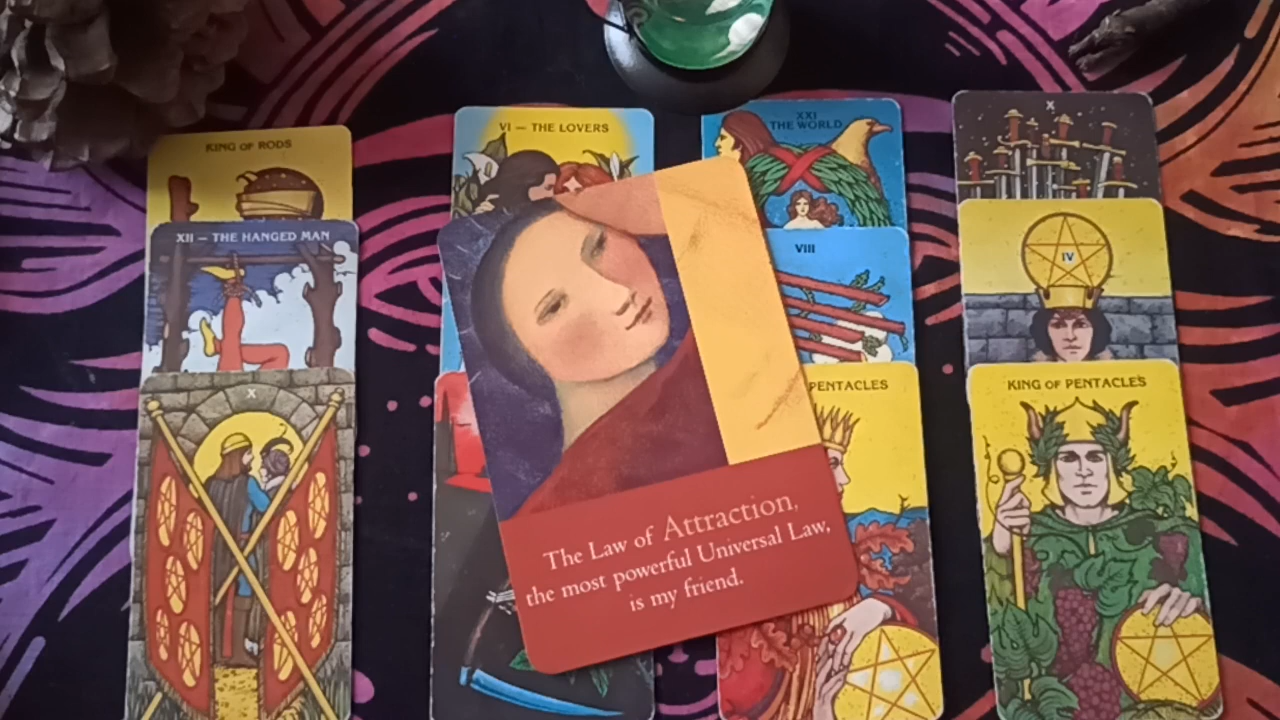 KING OF RODS
XII — THE HANGED MAN
X
VI — THE LOVERS
The Law of Attraction,
the most powerful Universal Law,
is my friend.
XXI
THE WORLD
VIII
PENTACLES
X
IV
KING OF PENTACLES